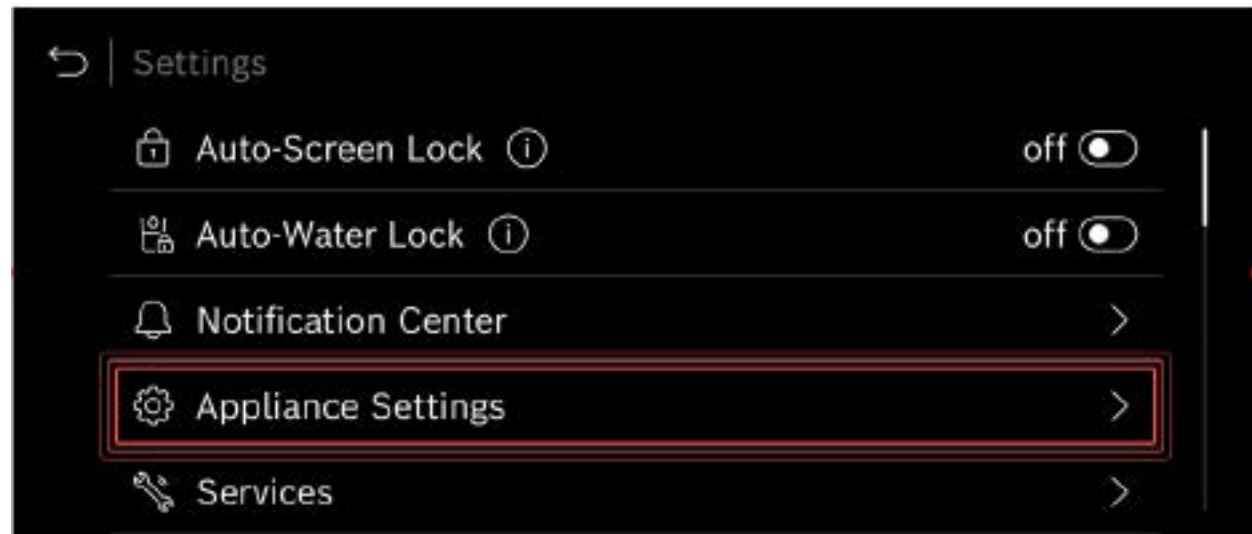 Settings
Auto-Screen Lock off
Auto-Water Lock off
Notification Center
Appliance Settings
Services